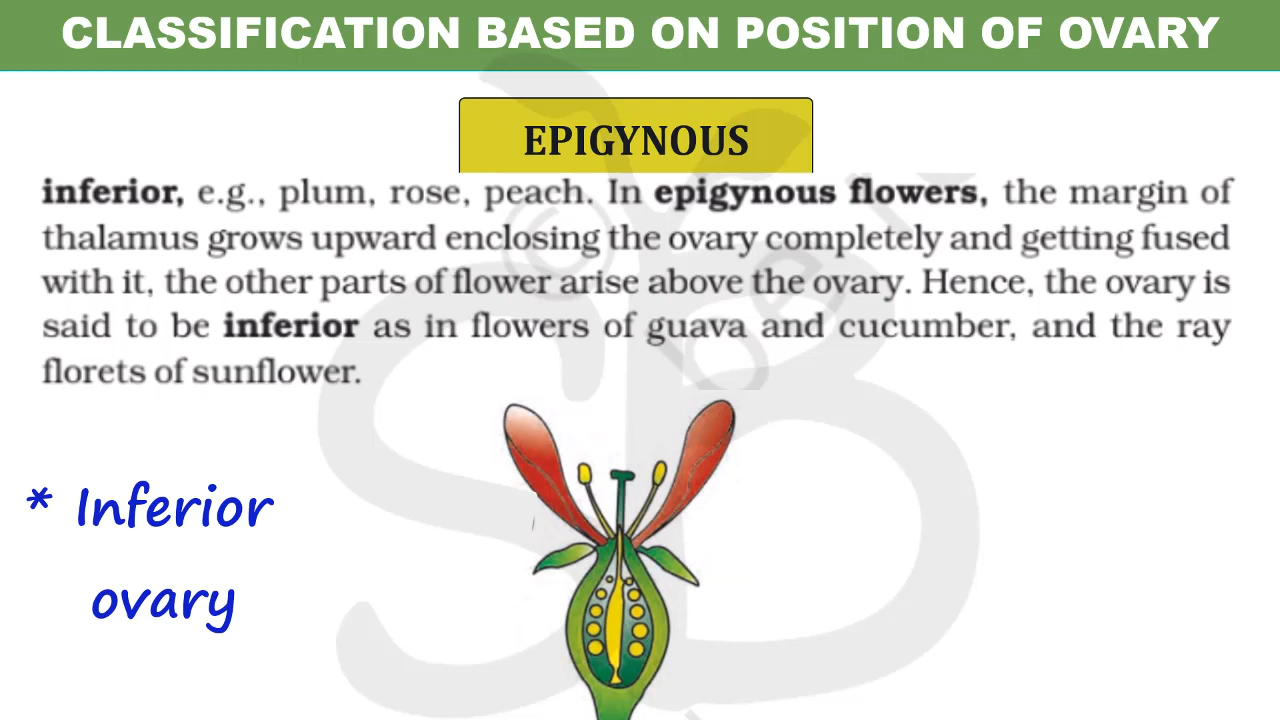 CLASSIFICATION BASED ON POSITION OF OVARY
EPIGYNOUS
inferior, e.g., plum, rose, peach. In epigynous flowers, the margin of
thalamus grows upward enclosing the ovary completely and getting fused
with it, the other parts of flower arise above the ovary. Hence, the ovary is
said to be inferior as in flowers of guava and cucumber, and the ray
florets of sunflower.
* Inferior
ovary